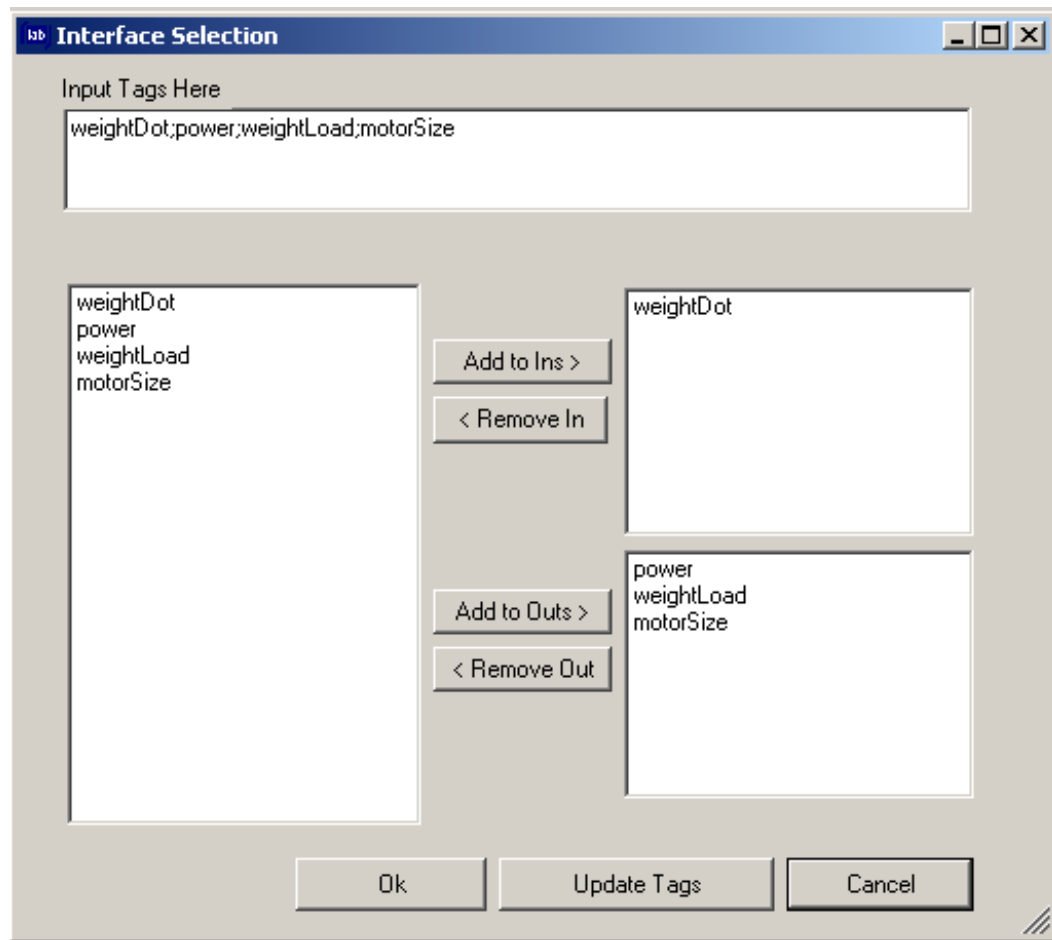 lab Interface Selection
Input Tags Here
weightDot;power;weightLoad;motorSize
weightDot
power
weightLoad
motorSize
Add to Ins >
< Remove In
weightDot
Add to Outs >
< Remove Out
power
weightLoad
motorSize
Ok
Update Tags
Cancel